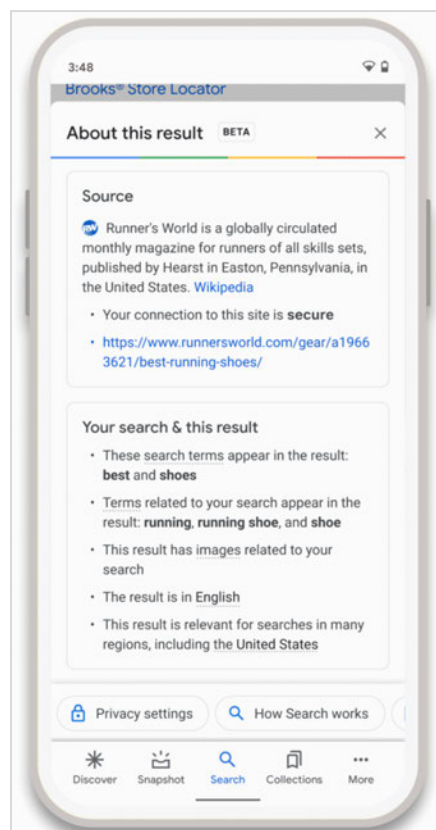 3:48
Brooks® Store Locator
About this result BETA
Source
RW Runner's World is a globally circulated
monthly magazine for runners of all skills sets,
published by Hearst in Easton, Pennsylvania, in
the United States. Wikipedia
• Your connection to this site is secure
• https://www.runnersworld.com/gear/a1966
3621/best-running-shoes/
Your search & this result
• These search terms appear in the result:
best and shoes
• Terms related to your search appear in the
result: running, running shoe, and shoe
• This result has images related to your
search
• The result is in English
• This result is relevant for searches in many
regions, including the United States
Privacy settings How Search works
Discover Snapshot Search Collections More